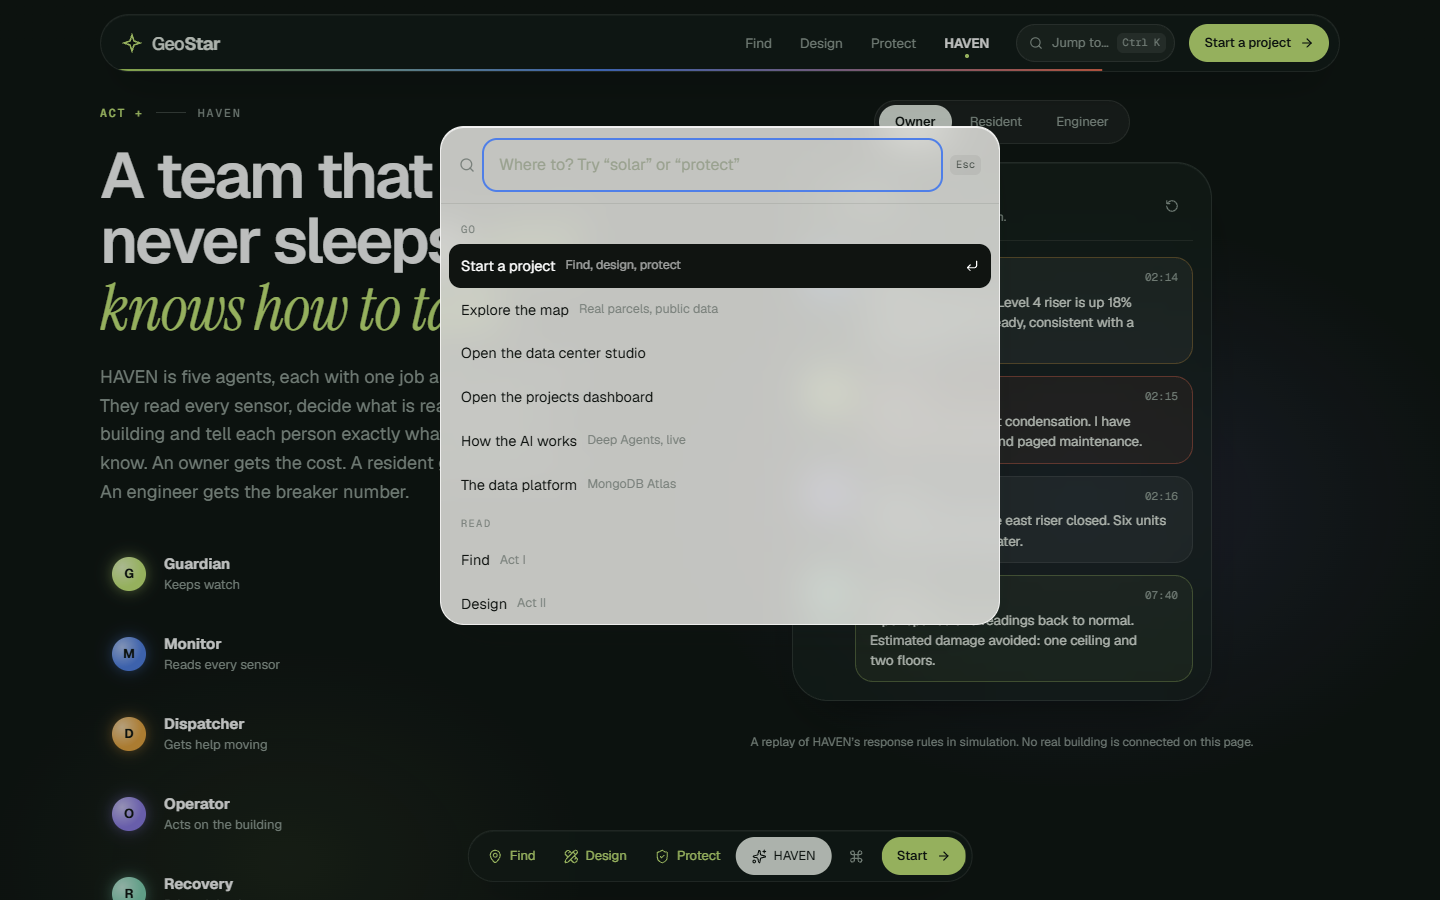 GeoStar
Find
Design
Protect
HAVEN
Jump to...
Ctrl K
Start a project
ACT +
HAVEN
A team that
never sleeps
knows how to
HAVEN is five agents, each with one job
They read every sensor, decide what is
building and tell each person exactly
know. An owner gets the cost. A resident
An engineer gets the breaker number.
G
Guardian
Keeps watch
M
Monitor
Reads every sensor
D
Dispatcher
Gets help moving
O
Operator
Acts on the building
R
Recovery
Where to? Try “solar” or “protect”
Esc
GO
Start a project Find, design, protect
Explore the map Real parcels, public data
Open the data center studio
Open the projects dashboard
How the AI works Deep Agents, live
The data platform MongoDB Atlas
READ
Find Act I
Design Act II
Owner
Resident
Engineer
02:14
Level 4 riser is up 18%
consistent with a
02:15
condensation. I have
paged maintenance.
02:16
east riser closed. Six units
07:40
readings back to normal.
Estimated damage avoided: one ceiling and
two floors.
A replay of HAVEN's response rules in simulation. No real building is connected on this page.
Find
Design
Protect
HAVEN
⌘
Start